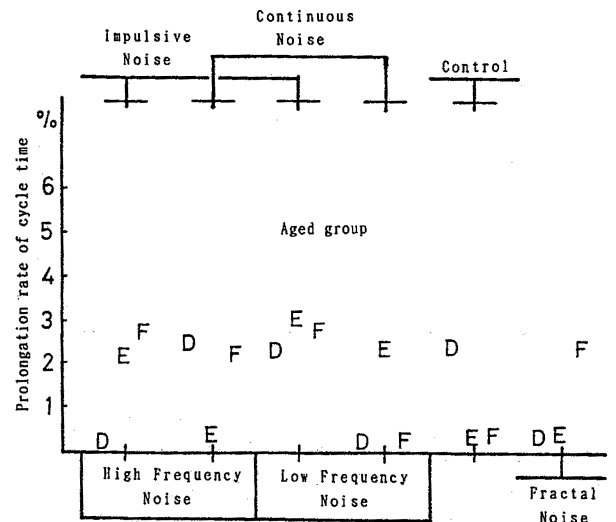 Continuous
Noise
Impulsive
Noise
Control
%
Prolongation rate of cycle time
6
5
4
3
2
1
Aged group
D E F
D E F
D E F
D E F
D E F
D E F
High Frequency
Noise
Low Frequency
Noise
Fractal
Noise